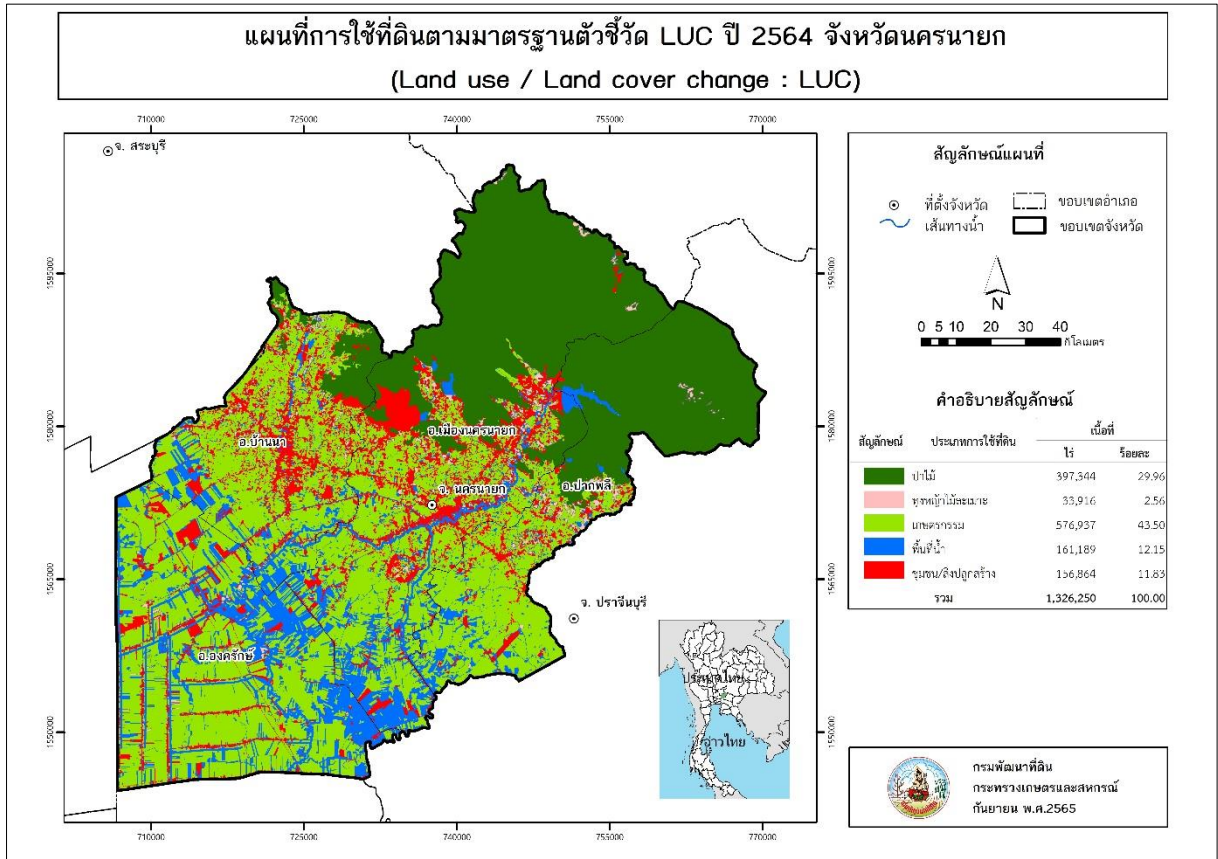 แผนที่การใช้ที่ดินตามมาตรฐานตัวชี้วัด LUC ปี 2564 จังหวัดนครนายก
(Land use / Land cover change : LUC)
710000 725000 740000 755000 770000
จ. สระบุรี
1595000 1595000
1580000 1580000
1565000 1565000
1550000 1550000
อ.บ้านนา
อ.เมืองนครนายก
อ.ปากพลี
จ. นครนายก
จ. ปราจีนบุรี
อ.องครักษ์
ประเทศไทย
อ่าวไทย
710000 725000 740000 755000 770000
สัญลักษณ์แผนที่
ที่ตั้งจังหวัด ขอบเขตอำเภอ
เส้นทางน้ำ ขอบเขตจังหวัด
N
0 5 10 20 30 40
กิโลเมตร
คำอธิบายสัญลักษณ์
สัญลักษณ์ ประเภทการใช้ที่ดิน เนื้อที่
ไร่ ร้อยละ
ป่าไม้ 397,344 29.96
ทุ่งหญ้าไม้ละเมาะ 33,916 2.56
เกษตรกรรม 576,937 43.50
พื้นที่น้ำ 161,189 12.15
ชุมชน/สิ่งปลูกสร้าง 156,864 11.83
รวม 1,326,250 100.00
กรมพัฒนาที่ดิน
กระทรวงเกษตรและสหกรณ์
กันยายน พ.ศ.2565